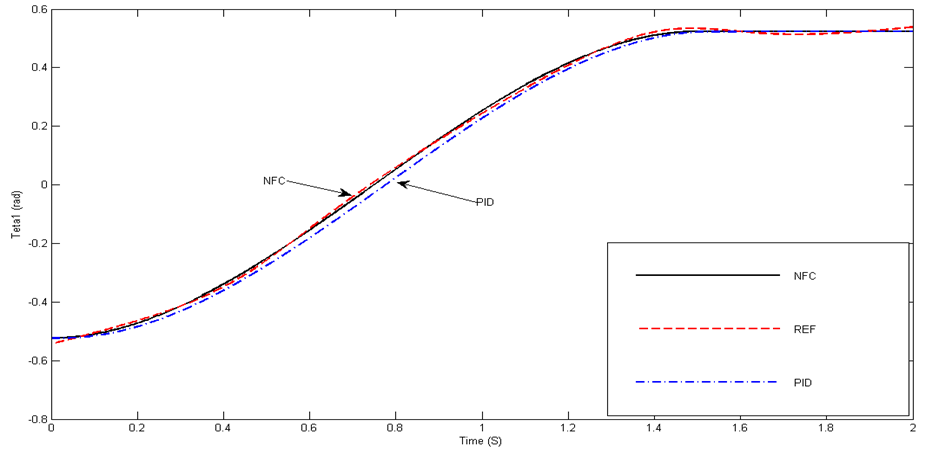 0.6
0.4
0.2
0
-0.2
-0.4
-0.6
-0.8
Teta1 (rad)
NFC
PID
NFC
REF
PID
0 0.2 0.4 0.6 0.8 1 1.2 1.4 1.6 1.8 2
Time (S)